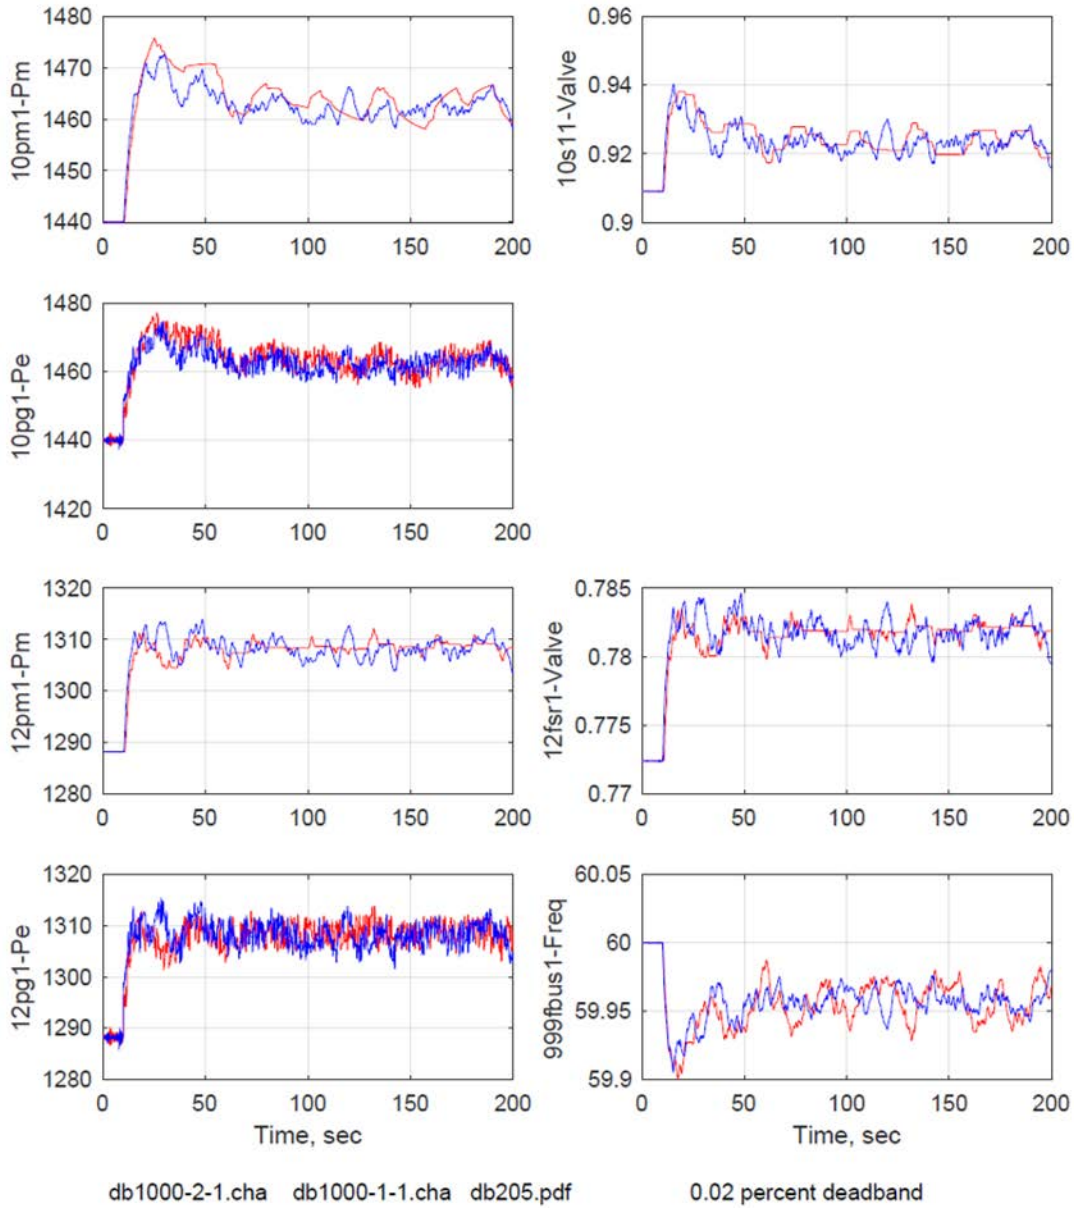 1480
1470
1460
1450
1440
10pm1-Pm
0 50 100 150 200
0.96
0.94
0.92
0.9
10s11-Valve
0 50 100 150 200
1480
1460
1440
1420
10pg1-Pe
0 50 100 150 200
1320
1310
1300
1290
1280
12pm1-Pm
0 50 100 150 200
0.785
0.78
0.775
0.77
12fsr1-Valve
0 50 100 150 200
1320
1310
1300
1290
1280
12pg1-Pe
0 50 100 150 200
Time, sec
60.05
60
59.95
59.9
999fbus1-Freq
0 50 100 150 200
Time, sec
db1000-2-1.cha db1000-1-1.cha db205.pdf 0.02 percent deadband